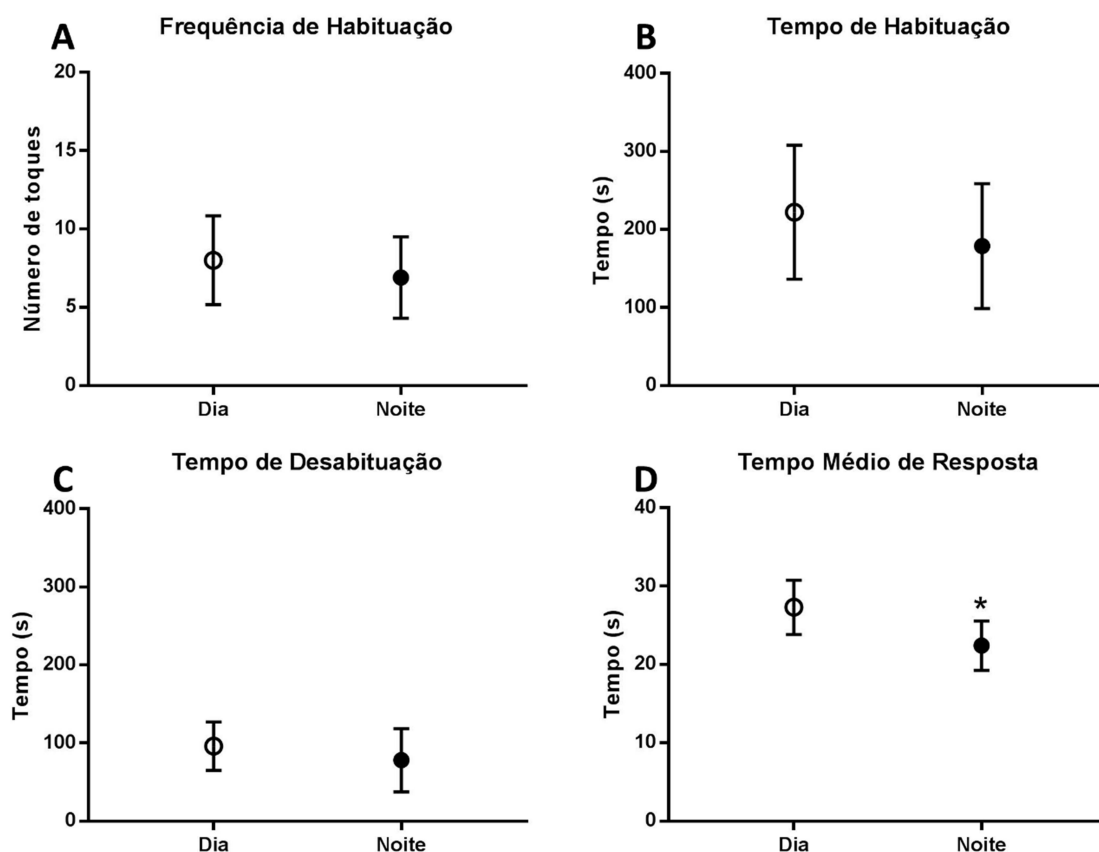 A
Frequência de Habituação
Número de toques
20
15
10
5
0
Dia
Noite
B
Tempo de Habituação
Tempo (s)
400
300
200
100
0
Dia
Noite
C
Tempo de Desabituação
Tempo (s)
400
300
200
100
0
Dia
Noite
D
Tempo Médio de Resposta
Tempo (s)
40
30
20
10
0
*
Dia
Noite